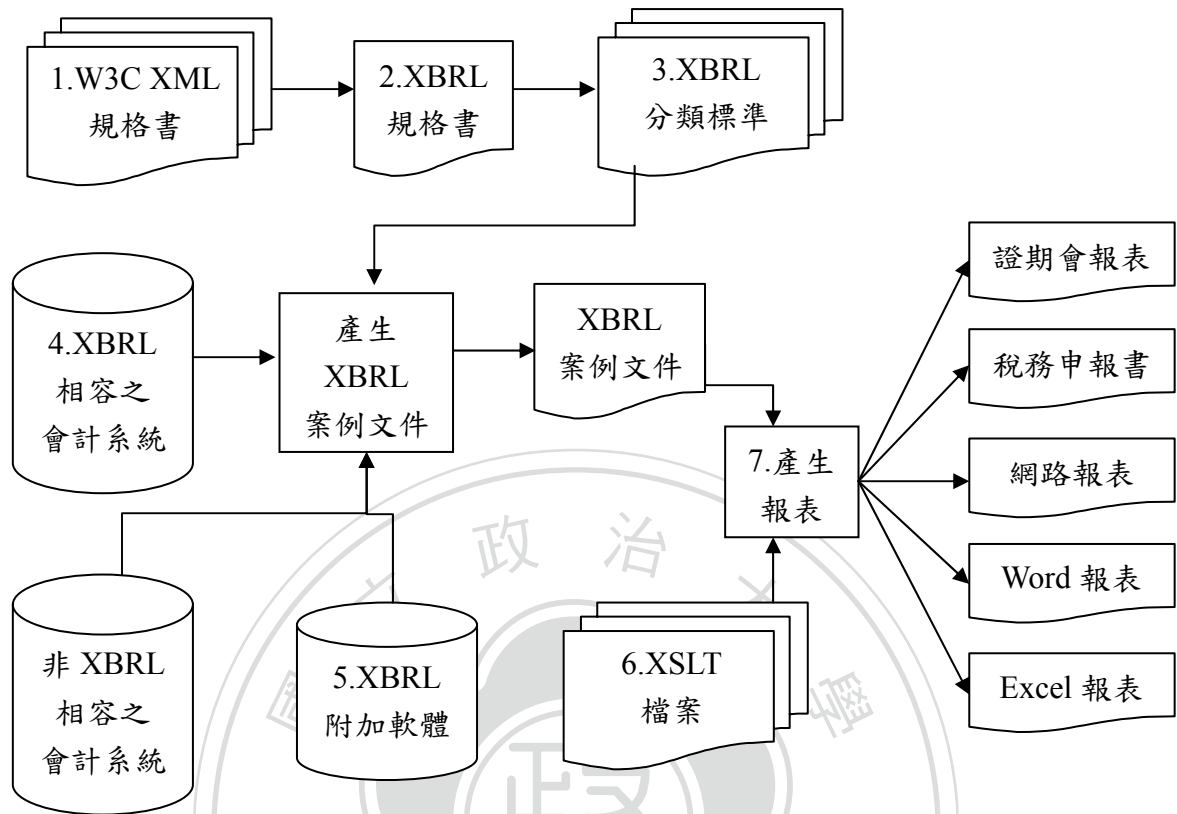 1.W3C XML
規格書
2.XBRL
規格書
3.XBRL
分類標準
4.XBRL
相容之
會計系統
產生
XBRL
案例文件
XBRL
案例文件
7.產生
報表
證期會報表
稅務申報書
網路報表
Word 報表
Excel 報表
非 XBRL
相容之
會計系統
5.XBRL
附加軟體
6.XSLT
檔案
政治
學
政